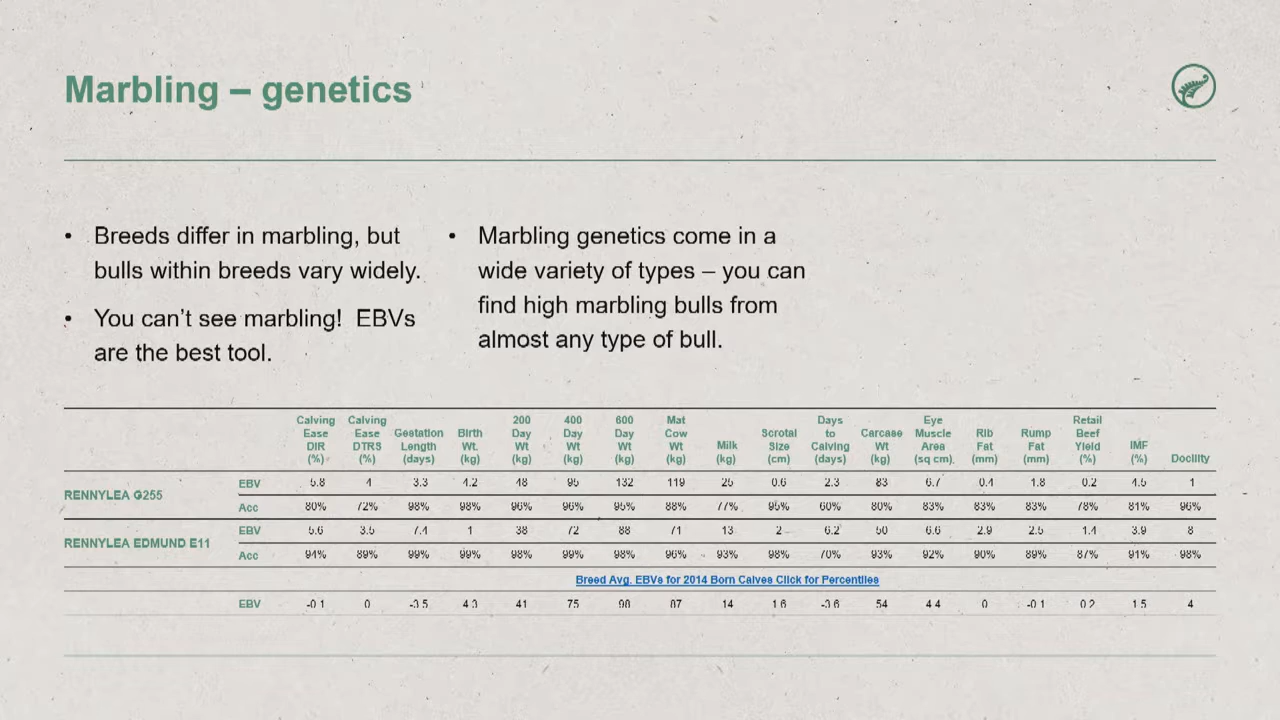 Marbling – genetics
• Breeds differ in marbling, but
bulls within breeds vary widely.
• You can't see marbling!  EBVs
are the best tool.
• Marbling genetics come in a
wide variety of types – you can
find high marbling bulls from
almost any type of bull.
Calving Ease DIR (%) Calving Ease DTRS (%) Gestation Length (days) Birth Wt. (kg) 200 Day Wt (kg) 400 Day Wt (kg) 600 Day Wt (kg) Mat Cow Wt (kg) Milk (kg) Scrotal Size (cm) Days to Calving (days) Carcase Wt (kg) Eye Muscle Area (sq cm). Rib Fat (mm) Rump Fat (mm) Retail Beef Yield (%) IMF (%) Docility
RENNYLEA G255
EBV 5.8 4 3.3 4.2 48 95 132 119 25 0.6 2.3 83 6.7 0.4 1.8 0.2 4.5 1
Acc 80% 72% 98% 98% 96% 96% 95% 88% 77% 95% 60% 80% 83% 83% 83% 78% 81% 96%
RENNYLEA EDMUND E11
EBV 5.6 3.5 7.4 1 38 72 88 71 13 2 6.2 50 6.6 2.9 2.5 1.4 3.9 8
Acc 94% 89% 99% 99% 98% 99% 98% 96% 93% 98% 70% 93% 92% 90% 89% 87% 91% 98%
Breed Avg. EBVs for 2014 Born Calves Click for Percentiles
EBV -0.1 0 -3.5 4.3 41 75 98 87 14 1.6 -3.6 54 4.4 0 -0.1 0.2 1.5 4